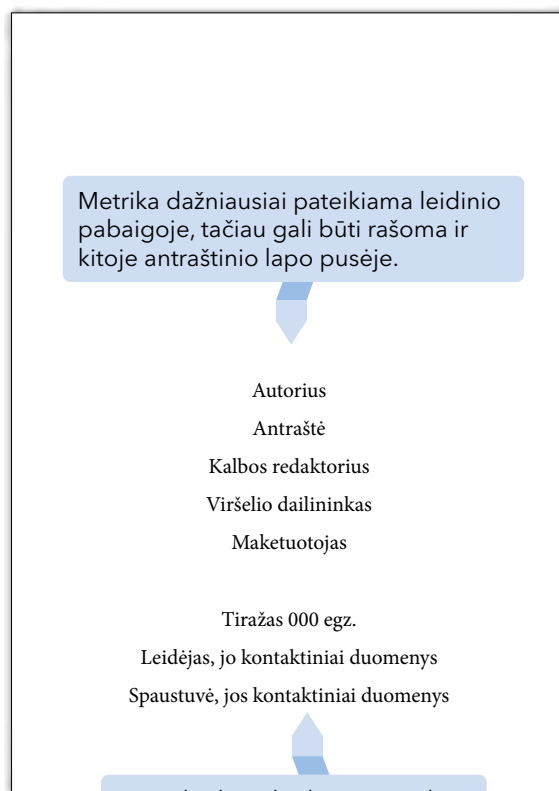 Metrika dažniausiai pateikiama leidinio
pabaigoje, tačiau gali būti rašoma ir
kitoje antraštinio lapo pusėje.
Autorius
Antraštė
Kalbos redaktorius
Viršelio dailininkas
Maketuotojas
Tiražas 000 egz.
Leidėjas, jo kontaktiniai duomenys
Spaustuvė, jos kontaktiniai duomenys